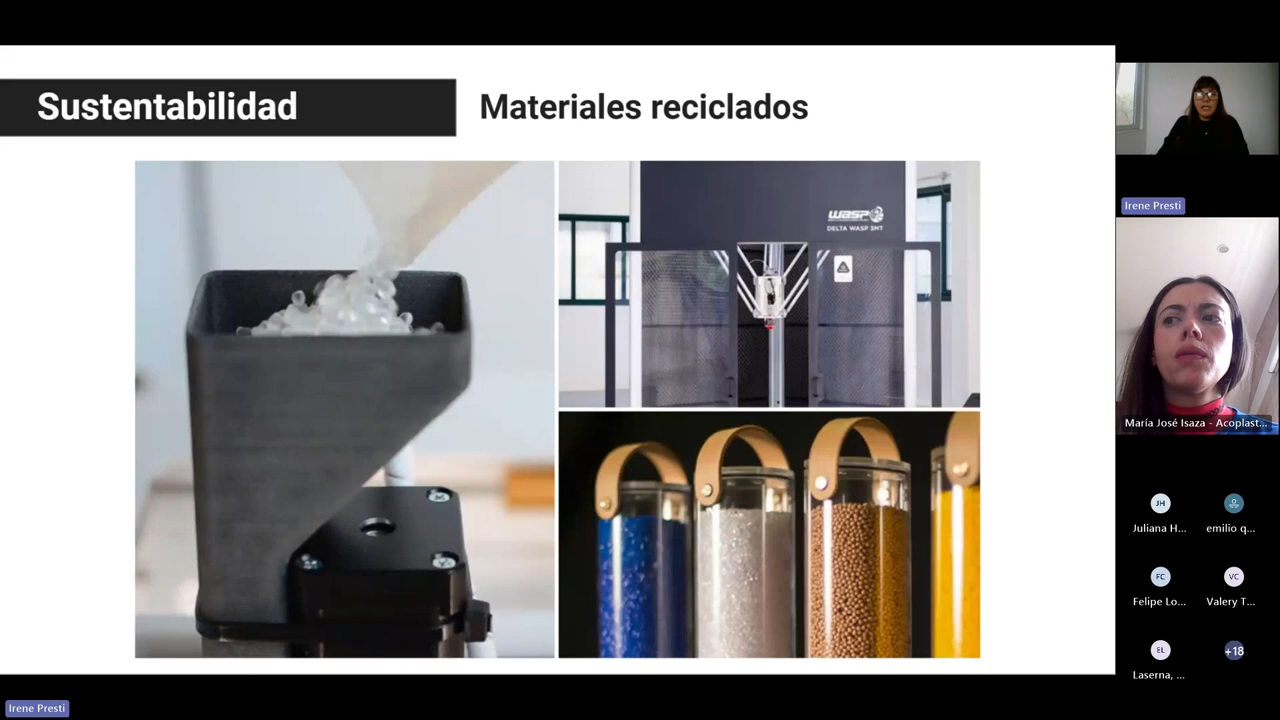 Sustentabilidad
Materiales reciclados
WASP
DELTA WASP 3MT
Irene Presti
María José Isaza - Acoplast...
JH
Juliana H...
emilio q...
FC
Felipe Lo...
VC
Valery T...
EL
Laserna, ...
+18
Irene Presti